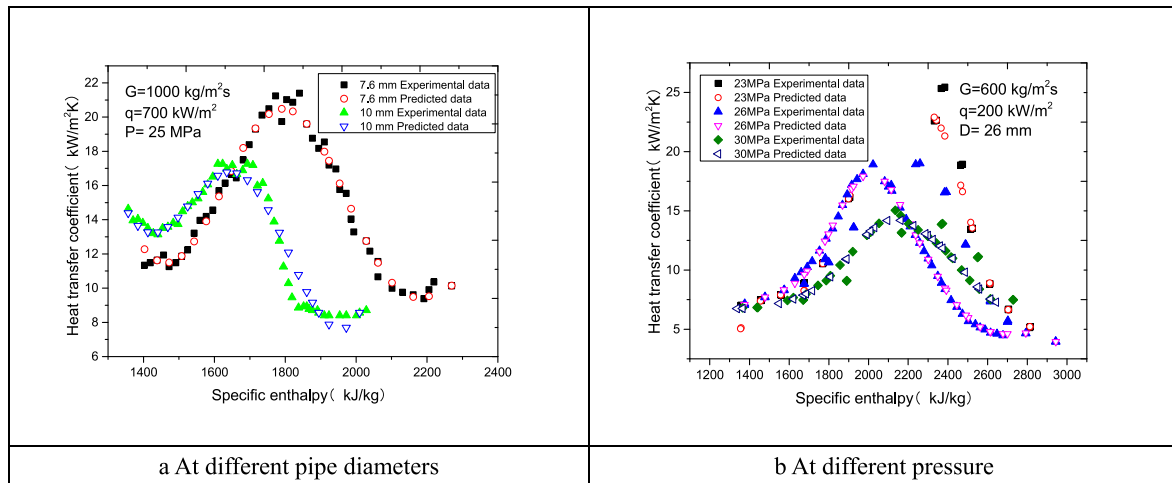 G=1000 kg/m²s
q=700 kW/m²
P= 25 MPa
7.6 mm Experimental data
7.6 mm Predicted data
10 mm Experimental data
10 mm Predicted data
Heat transfer coefficient( kW/m²K)
22
20
18
16
14
12
10
8
6
1400
1600
1800
2000
2200
2400
Specific enthalpy( kJ/kg)
23MPa Experimental data
23MPa Predicted data
26MPa Experimental data
26MPa Predicted data
30MPa Experimental data
30MPa Predicted data
G=600 kg/m²s
q=200 kW/m²
D= 26 mm
Heat transfer coefficient( kW/m²K)
25
20
15
10
5
1200
1400
1600
1800
2000
2200
2400
2600
2800
3000
Specific enthalpy( kJ/kg)
a At different pipe diameters
b At different pressure